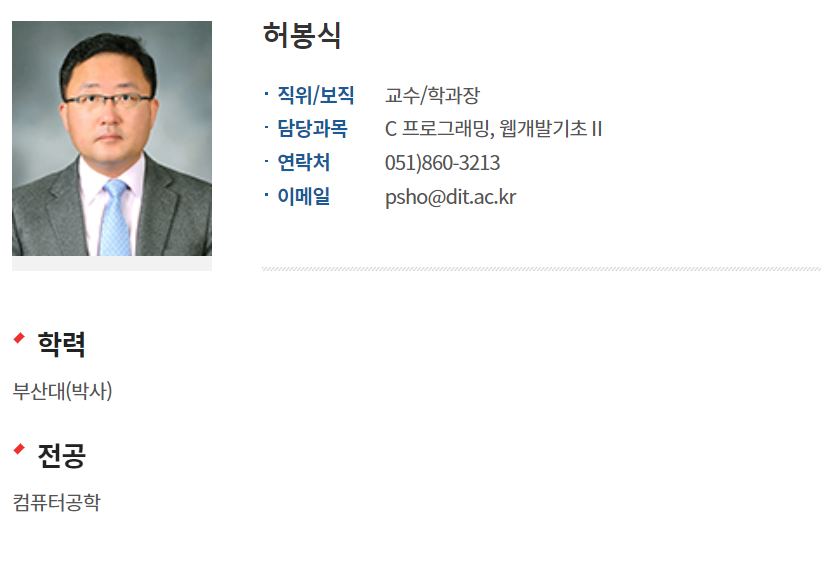 허봉식
직위/보직 교수/학과장
담당과목 C 프로그래밍, 웹개발기초 II
연락처 051)860-3213
이메일 psho@dit.ac.kr
학력
부산대(박사)
전공
컴퓨터공학